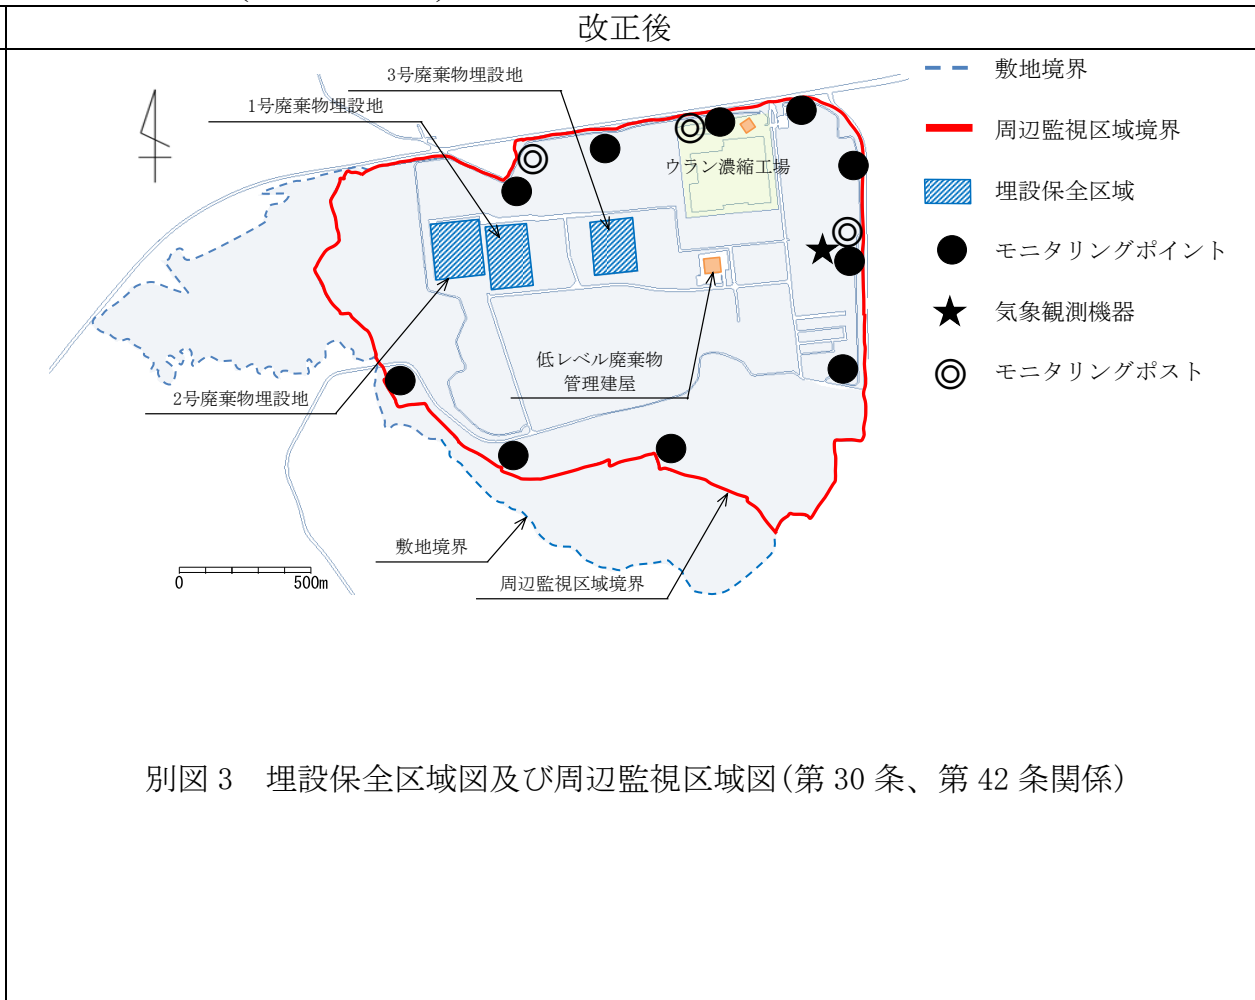 改正後
3号廃棄物埋設地
1号廃棄物埋設地
ウラン濃縮工場
低レベル廃棄物
管理建屋
2号廃棄物埋設地
敷地境界
周辺監視区域境界
0 500m
敷地境界
周辺監視区域境界
埋設保全区域
モニタリングポイント
気象観測機器
モニタリングポスト
別図 3 埋設保全区域図及び周辺監視区域図(第 30 条、第 42 条関係)